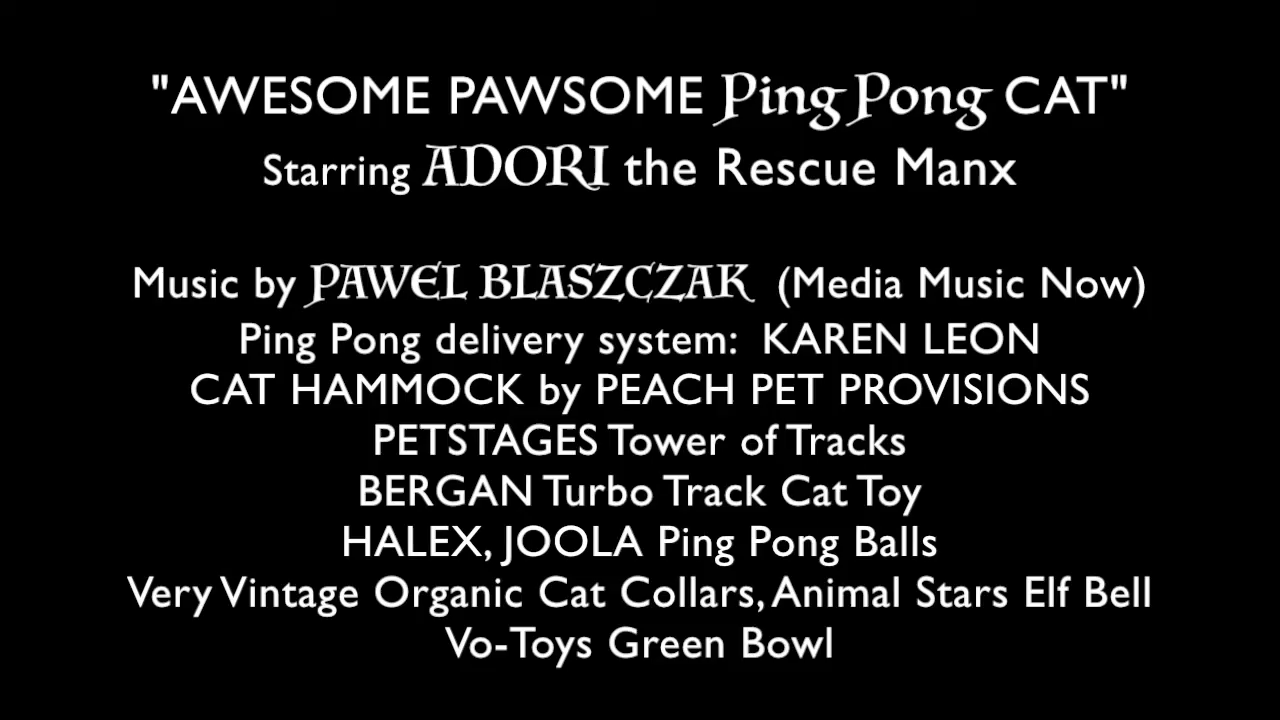 "AWESOME PAWSOME Ping Pong CAT"
Starring ADORI the Rescue Manx
Music by PAWEL BLASZCZAK (Media Music Now)
Ping Pong delivery system: KAREN LEON
CAT HAMMOCK by PEACH PET PROVISIONS
PETSTAGES Tower of Tracks
BERGAN Turbo Track Cat Toy
HALEX, JOOLA Ping Pong Balls
Very Vintage Organic Cat Collars, Animal Stars Elf Bell
Vo-Toys Green Bowl